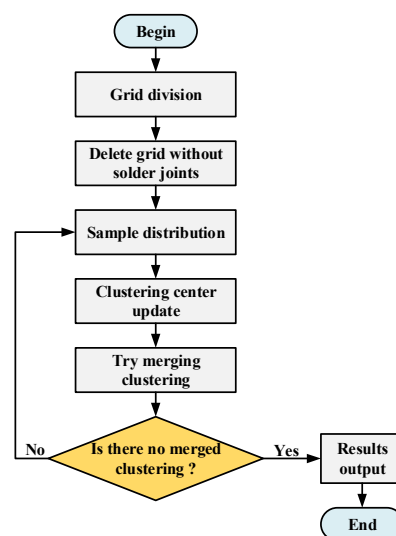 Begin
Grid division
Delete grid without
solder joints
Sample distribution
Clustering center
update
Try merging
clustering
Is there no merged
clustering ?
No
Yes
Results
output
End